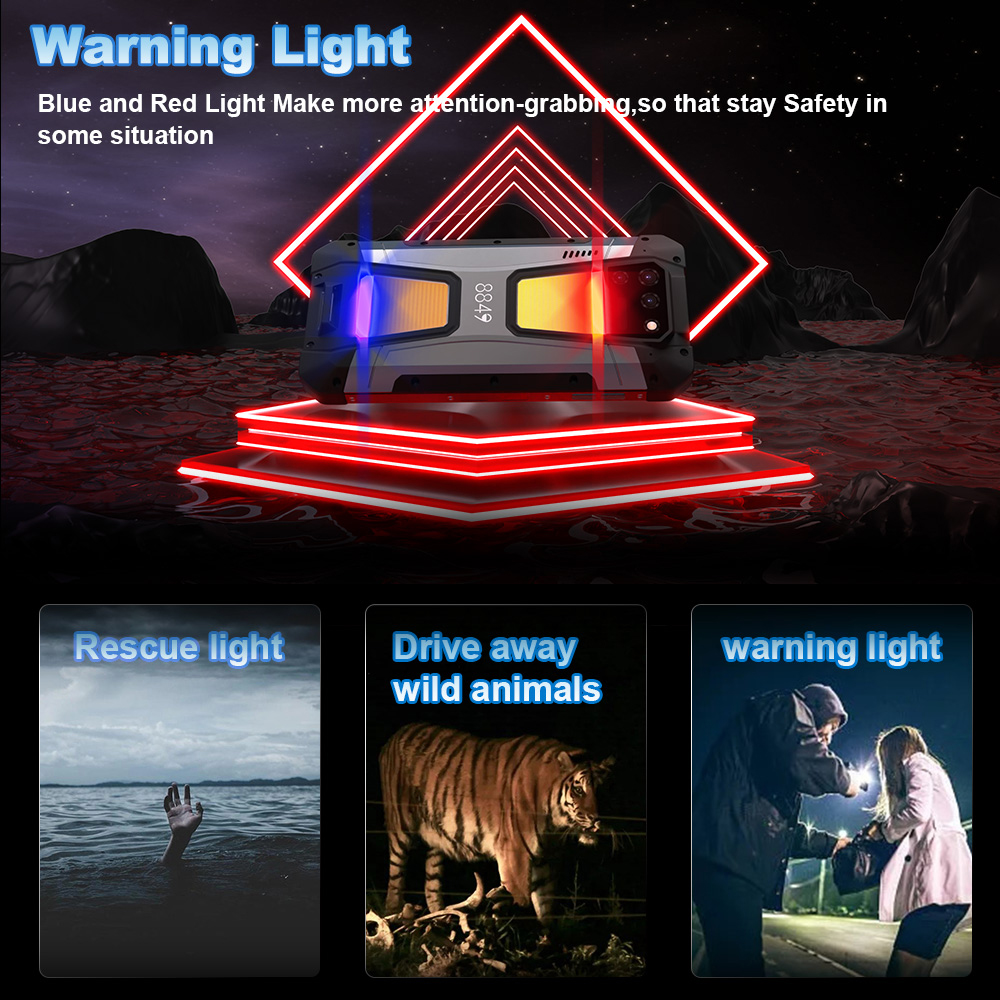 Warning Light
Blue and Red Light Make more attention-grabbing,so that stay Safety in
some situation
8849
Rescue light
Drive away
wild animals
warning light